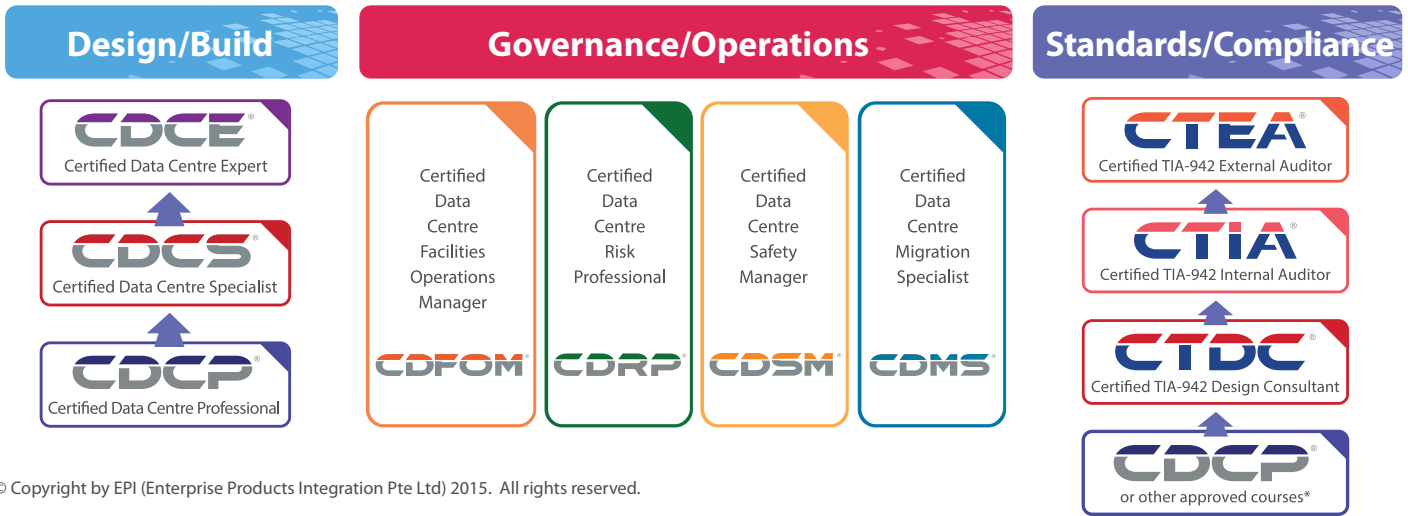 Design/Build
CDCE®
Certified Data Centre Expert
CDCS®
Certified Data Centre Specialist
CDCP®
Certified Data Centre Professional
Governance/Operations
Certified
Data
Centre
Facilities
Operations
Manager
CDFOM®
Certified
Data
Centre
Risk
Professional
CDRP®
Certified
Data
Centre
Safety
Manager
CDSM®
Certified
Data
Centre
Migration
Specialist
CDMS®
Standards/Compliance
CTEA®
Certified TIA-942 External Auditor
CTIA®
Certified TIA-942 Internal Auditor
CTDC®
Certified TIA-942 Design Consultant
CDCP®
or other approved courses*
© Copyright by EPI (Enterprise Products Integration Pte Ltd) 2015. All rights reserved.